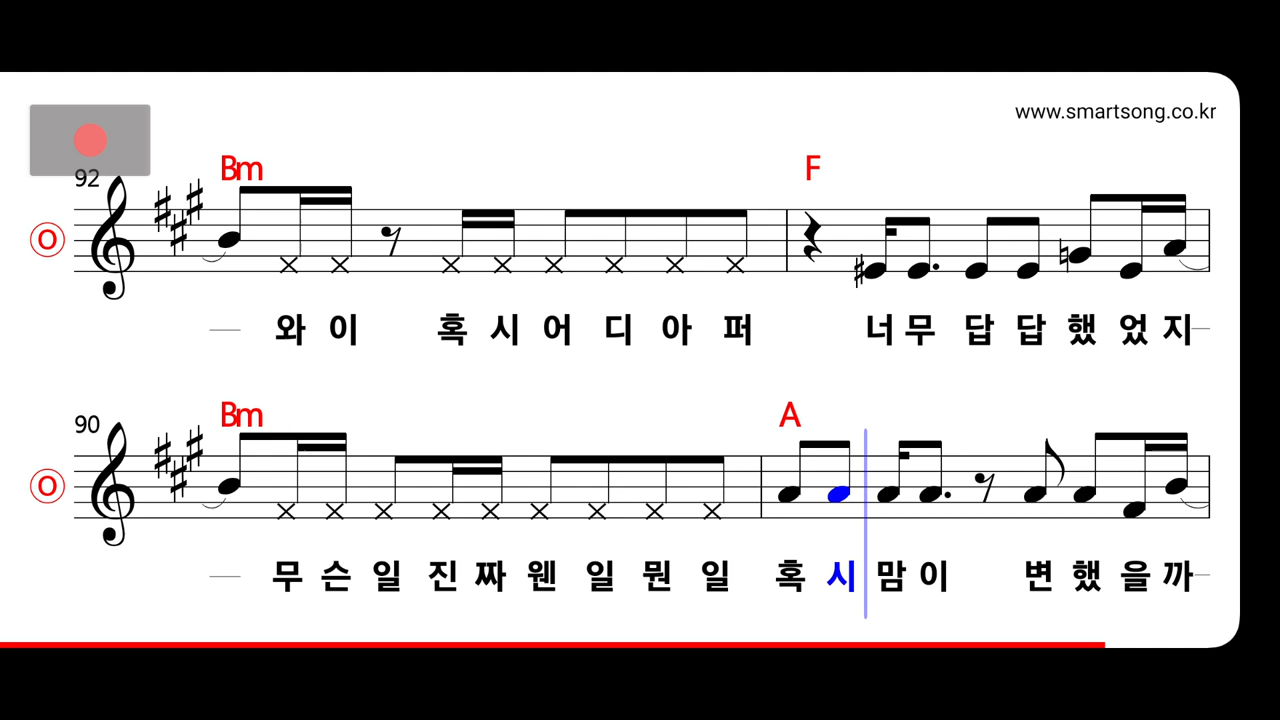 www.smartsong.co.kr
92 Bm F
O
와 이 혹 시 어 디 아 퍼 너 무 답 답 했 었 지
90 Bm A
O
무 슨 일 진 짜 웬 일 뭔 일 혹 시 맘 이 변 했 을 까